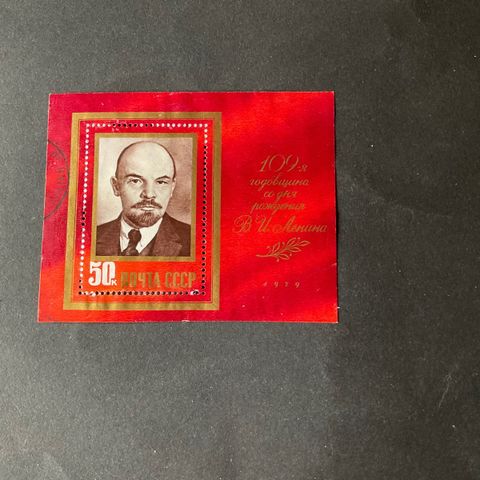 109-я
годовщина
со дня
рождения
В. И. Ленина
1979
50к ПОЧТА СССР